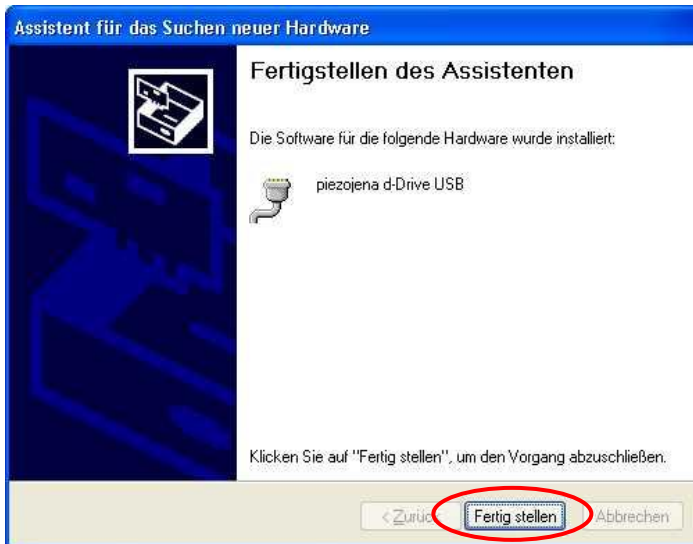 Assistent für das Suchen neuer Hardware
Fertigstellen des Assistenten
Die Software für die folgende Hardware wurde installiert:
piezojena d-Drive USB
Klicken Sie auf "Fertig stellen", um den Vorgang abzuschließen.
< Zurück Fertig stellen Abbrechen